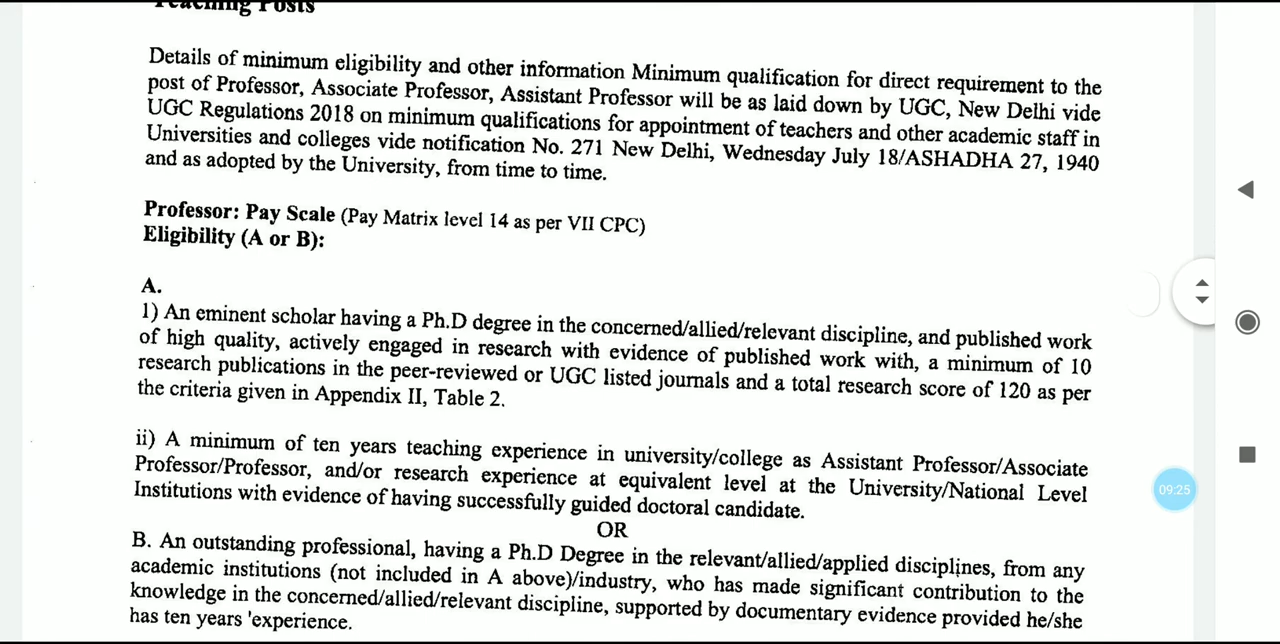 Teaching Posts
Details of minimum eligibility and other information Minimum qualification for direct requirement to the
post of Professor, Associate Professor, Assistant Professor will be as laid down by UGC, New Delhi vide
UGC Regulations 2018 on minimum qualifications for appointment of teachers and other academic staff in
Universities and colleges vide notification No. 271 New Delhi, Wednesday July 18/ASHADHA 27, 1940
and as adopted by the University, from time to time.
Professor: Pay Scale (Pay Matrix level 14 as per VII CPC)
Eligibility (A or B):
A.
1) An eminent scholar having a Ph.D degree in the concerned/allied/relevant discipline, and published work
of high quality, actively engaged in research with evidence of published work with, a minimum of 10
research publications in the peer-reviewed or UGC listed journals and a total research score of 120 as per
the criteria given in Appendix II, Table 2.
ii) A minimum of ten years teaching experience in university/college as Assistant Professor/Associate
Professor/Professor, and/or research experience at equivalent level at the University/National Level
Institutions with evidence of having successfully guided doctoral candidate.
OR
B. An outstanding professional, having a Ph.D Degree in the relevant/allied/applied disciplines, from any
academic institutions (not included in A above)/industry, who has made significant contribution to the
knowledge in the concerned/allied/relevant discipline, supported by documentary evidence provided he/she
has ten years 'experience.
09:25